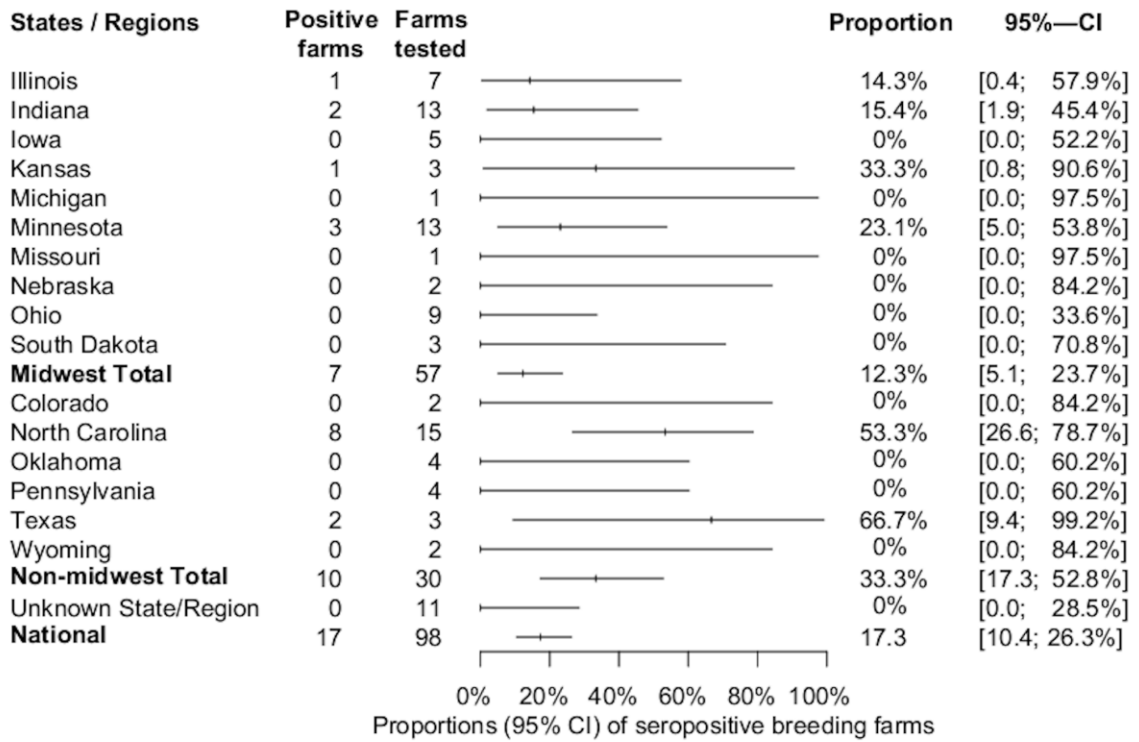 States / Regions Positive farms Farms tested Proportion 95%—CI
Illinois 1 7 14.3% [0.4; 57.9%]
Indiana 2 13 15.4% [1.9; 45.4%]
Iowa 0 5 0% [0.0; 52.2%]
Kansas 1 3 33.3% [0.8; 90.6%]
Michigan 0 1 0% [0.0; 97.5%]
Minnesota 3 13 23.1% [5.0; 53.8%]
Missouri 0 1 0% [0.0; 97.5%]
Nebraska 0 2 0% [0.0; 84.2%]
Ohio 0 9 0% [0.0; 33.6%]
South Dakota 0 3 0% [0.0; 70.8%]
Midwest Total 7 57 12.3% [5.1; 23.7%]
Colorado 0 2 0% [0.0; 84.2%]
North Carolina 8 15 53.3% [26.6; 78.7%]
Oklahoma 0 4 0% [0.0; 60.2%]
Pennsylvania 0 4 0% [0.0; 60.2%]
Texas 2 3 66.7% [9.4; 99.2%]
Wyoming 0 2 0% [0.0; 84.2%]
Non-midwest Total 10 30 33.3% [17.3; 52.8%]
Unknown State/Region 0 11 0% [0.0; 28.5%]
National 17 98 17.3 [10.4; 26.3%]
0% 20% 40% 60% 80% 100%
Proportions (95% CI) of seropositive breeding farms